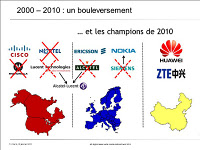 2000 – 2010 : un bouleversement
... et les champions de 2010
CISCO
NORTEL
ERICSSON
NOKIA
HUAWEI
Lucent Technologies
ALCATEL
SIEMENS
ZTE中兴
Alcatel-Lucent